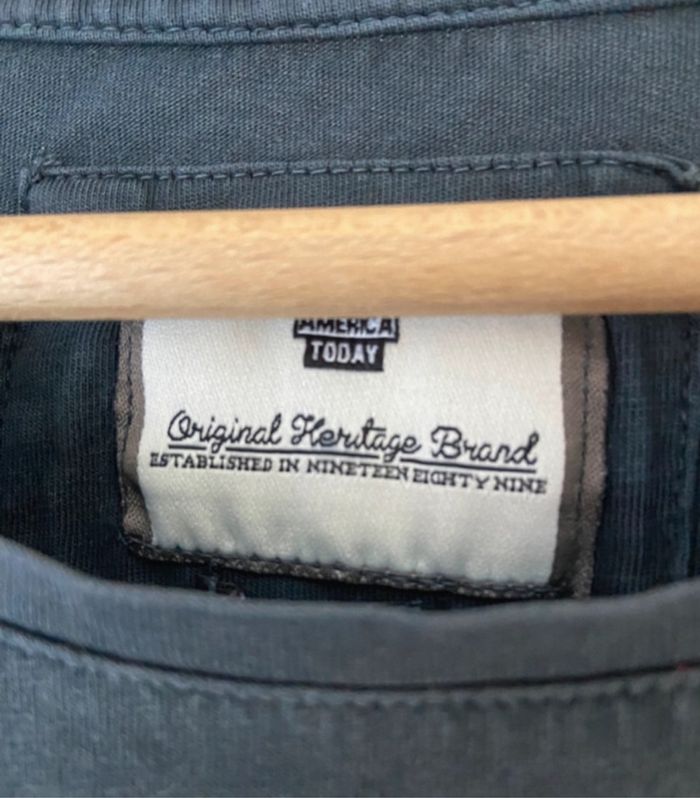 AMERICA
TODAY
Original Heritage Brand
ESTABLISHED IN NINETEEN EIGHTY NINE